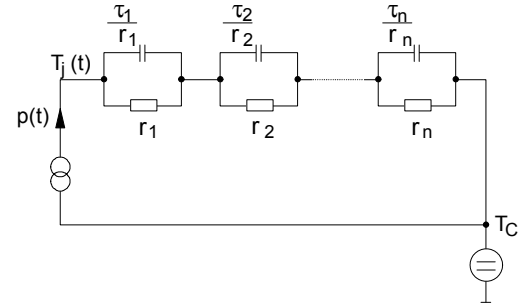 τ1 τ2 τn
r1 r2 rn
Tj (t)
p(t)
r1 r2 rn
TC